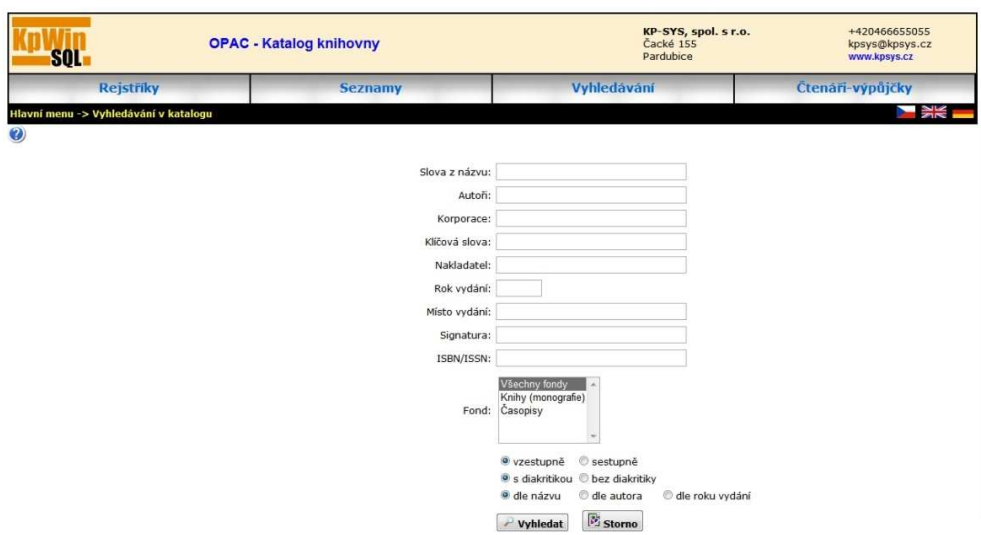 KpWin
SQL
OPAC - Katalog knihovny
KP-SYS, spol. s r.o.
Čacké 155
Pardubice
+420466655055
kpsys@kpsys.cz
www.kpsys.cz
Rejstříky Seznamy Vyhledávání Čtenáři-výpůjčky
Hlavní menu -> Vyhledávání v katalogu
?
Slova z názvu:
Autoři:
Korporace:
Klíčová slova:
Nakladatel:
Rok vydání:
Místo vydání:
Signatura:
ISBN/ISSN:
Fond:
Všechny fondy
Knihy (monografie)
Časopisy
vzestupně sestupně
s diakritikou bez diakritiky
dle názvu dle autora dle roku vydání
Vyhledat Storno